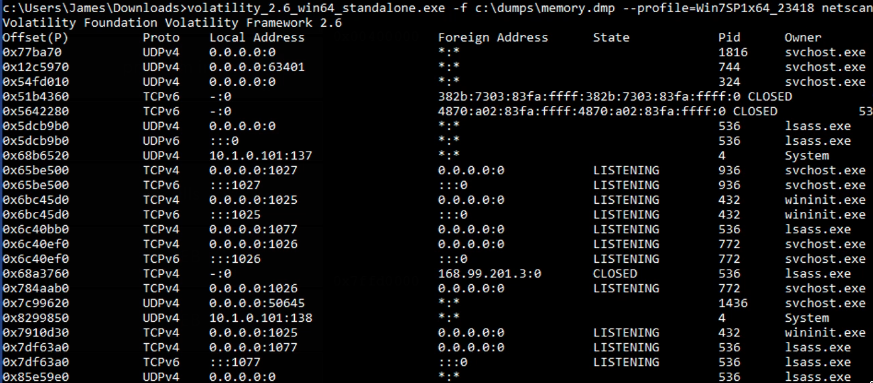 c:\Users\James\Downloads>volatility_2.6_win64_standalone.exe -f c:\dumps\memory.dmp --profile=Win7SP1x64_23418 netscan
Volatility Foundation Volatility Framework 2.6
Offset(P) Proto Local Address Foreign Address State Pid Owner
0x77ba70 UDPv4 0.0.0.0:0 *:* 1816 svchost.exe
0x12c5970 UDPv4 0.0.0.0:63401 *:* 744 svchost.exe
0x54fd010 UDPv4 0.0.0.0:0 *:* 324 svchost.exe
0x51b4360 TCPv6 -:0 382b:7303:83fa:ffff:382b:7303:83fa:ffff:0 CLOSED
0x5642280 TCPv6 -:0 4870:a02:83fa:ffff:4870:a02:83fa:ffff:0 CLOSED 53
0x5dcb9b0 UDPv4 0.0.0.0:0 *:* 536 lsass.exe
0x5dcb9b0 UDPv6 :::0 *:* 536 lsass.exe
0x68b6520 UDPv4 10.1.0.101:137 *:* 4 System
0x65be500 TCPv4 0.0.0.0:1027 0.0.0.0:0 LISTENING 936 svchost.exe
0x65be500 TCPv6 :::1027 :::0 LISTENING 936 svchost.exe
0x6bc45d0 TCPv4 0.0.0.0:1025 0.0.0.0:0 LISTENING 432 wininit.exe
0x6bc45d0 TCPv6 :::1025 :::0 LISTENING 432 wininit.exe
0x6c40bb0 TCPv4 0.0.0.0:1077 0.0.0.0:0 LISTENING 536 lsass.exe
0x6c40ef0 TCPv4 0.0.0.0:1026 0.0.0.0:0 LISTENING 772 svchost.exe
0x6c40ef0 TCPv6 :::1026 :::0 LISTENING 772 svchost.exe
0x68a3760 TCPv4 -:0 168.99.201.3:0 CLOSED 536 lsass.exe
0x784aab0 TCPv4 0.0.0.0:1026 0.0.0.0:0 LISTENING 772 svchost.exe
0x7c99620 UDPv4 0.0.0.0:50645 *:* 1436 svchost.exe
0x8299850 UDPv4 10.1.0.101:138 *:* 4 System
0x7910d30 TCPv4 0.0.0.0:1025 0.0.0.0:0 LISTENING 432 wininit.exe
0x7df63a0 TCPv4 0.0.0.0:1077 0.0.0.0:0 LISTENING 536 lsass.exe
0x7df63a0 TCPv6 :::1077 :::0 LISTENING 536 lsass.exe
0x85e59e0 UDPv4 0.0.0.0:0 *:* 536 lsass.exe